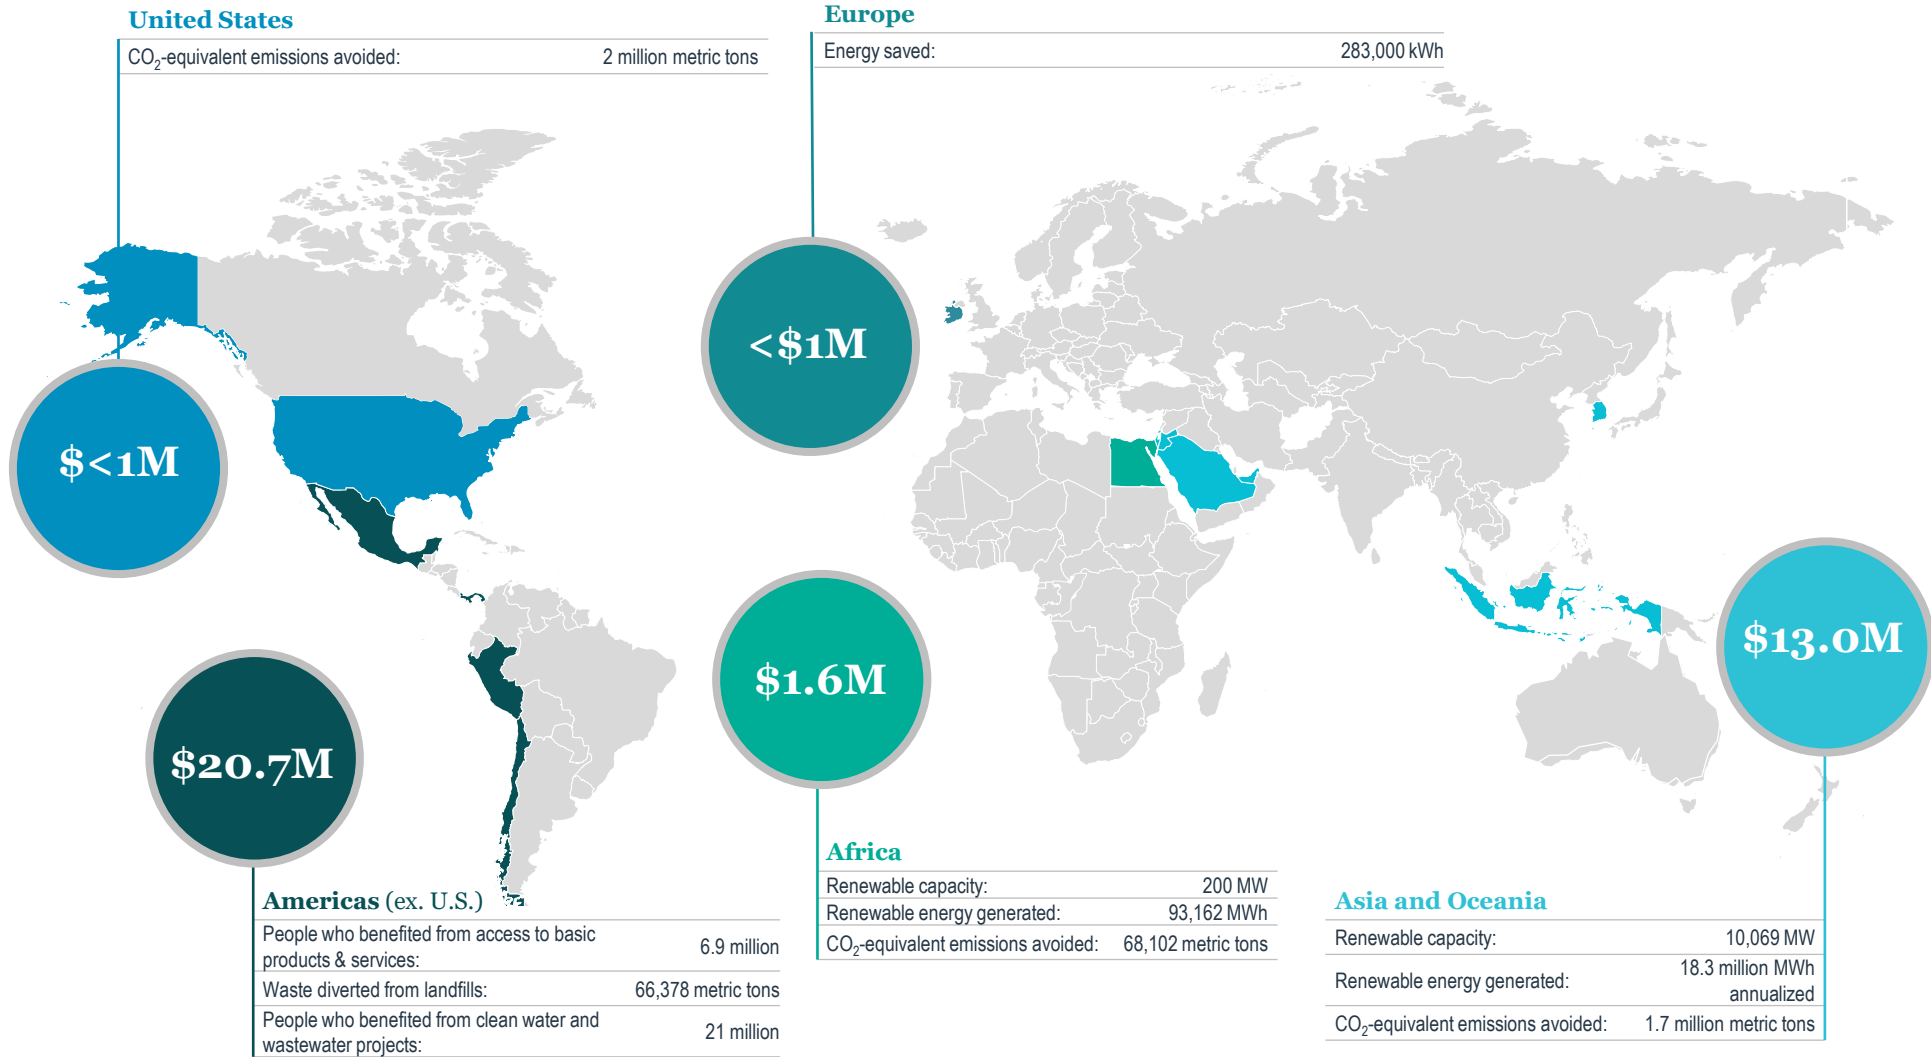 United States
CO₂-equivalent emissions avoided: 2 million metric tons
Europe
Energy saved: 283,000 kWh
<$1M
$<1M
$13.0M
$1.6M
$20.7M
Americas (ex. U.S.)
People who benefited from access to basic
products & services: 6.9 million
Waste diverted from landfills: 66,378 metric tons
People who benefited from clean water and
wastewater projects: 21 million
Africa
Renewable capacity: 200 MW
Renewable energy generated: 93,162 MWh
CO₂-equivalent emissions avoided: 68,102 metric tons
Asia and Oceania
Renewable capacity: 10,069 MW
Renewable energy generated: 18.3 million MWh
annualized
CO₂-equivalent emissions avoided: 1.7 million metric tons